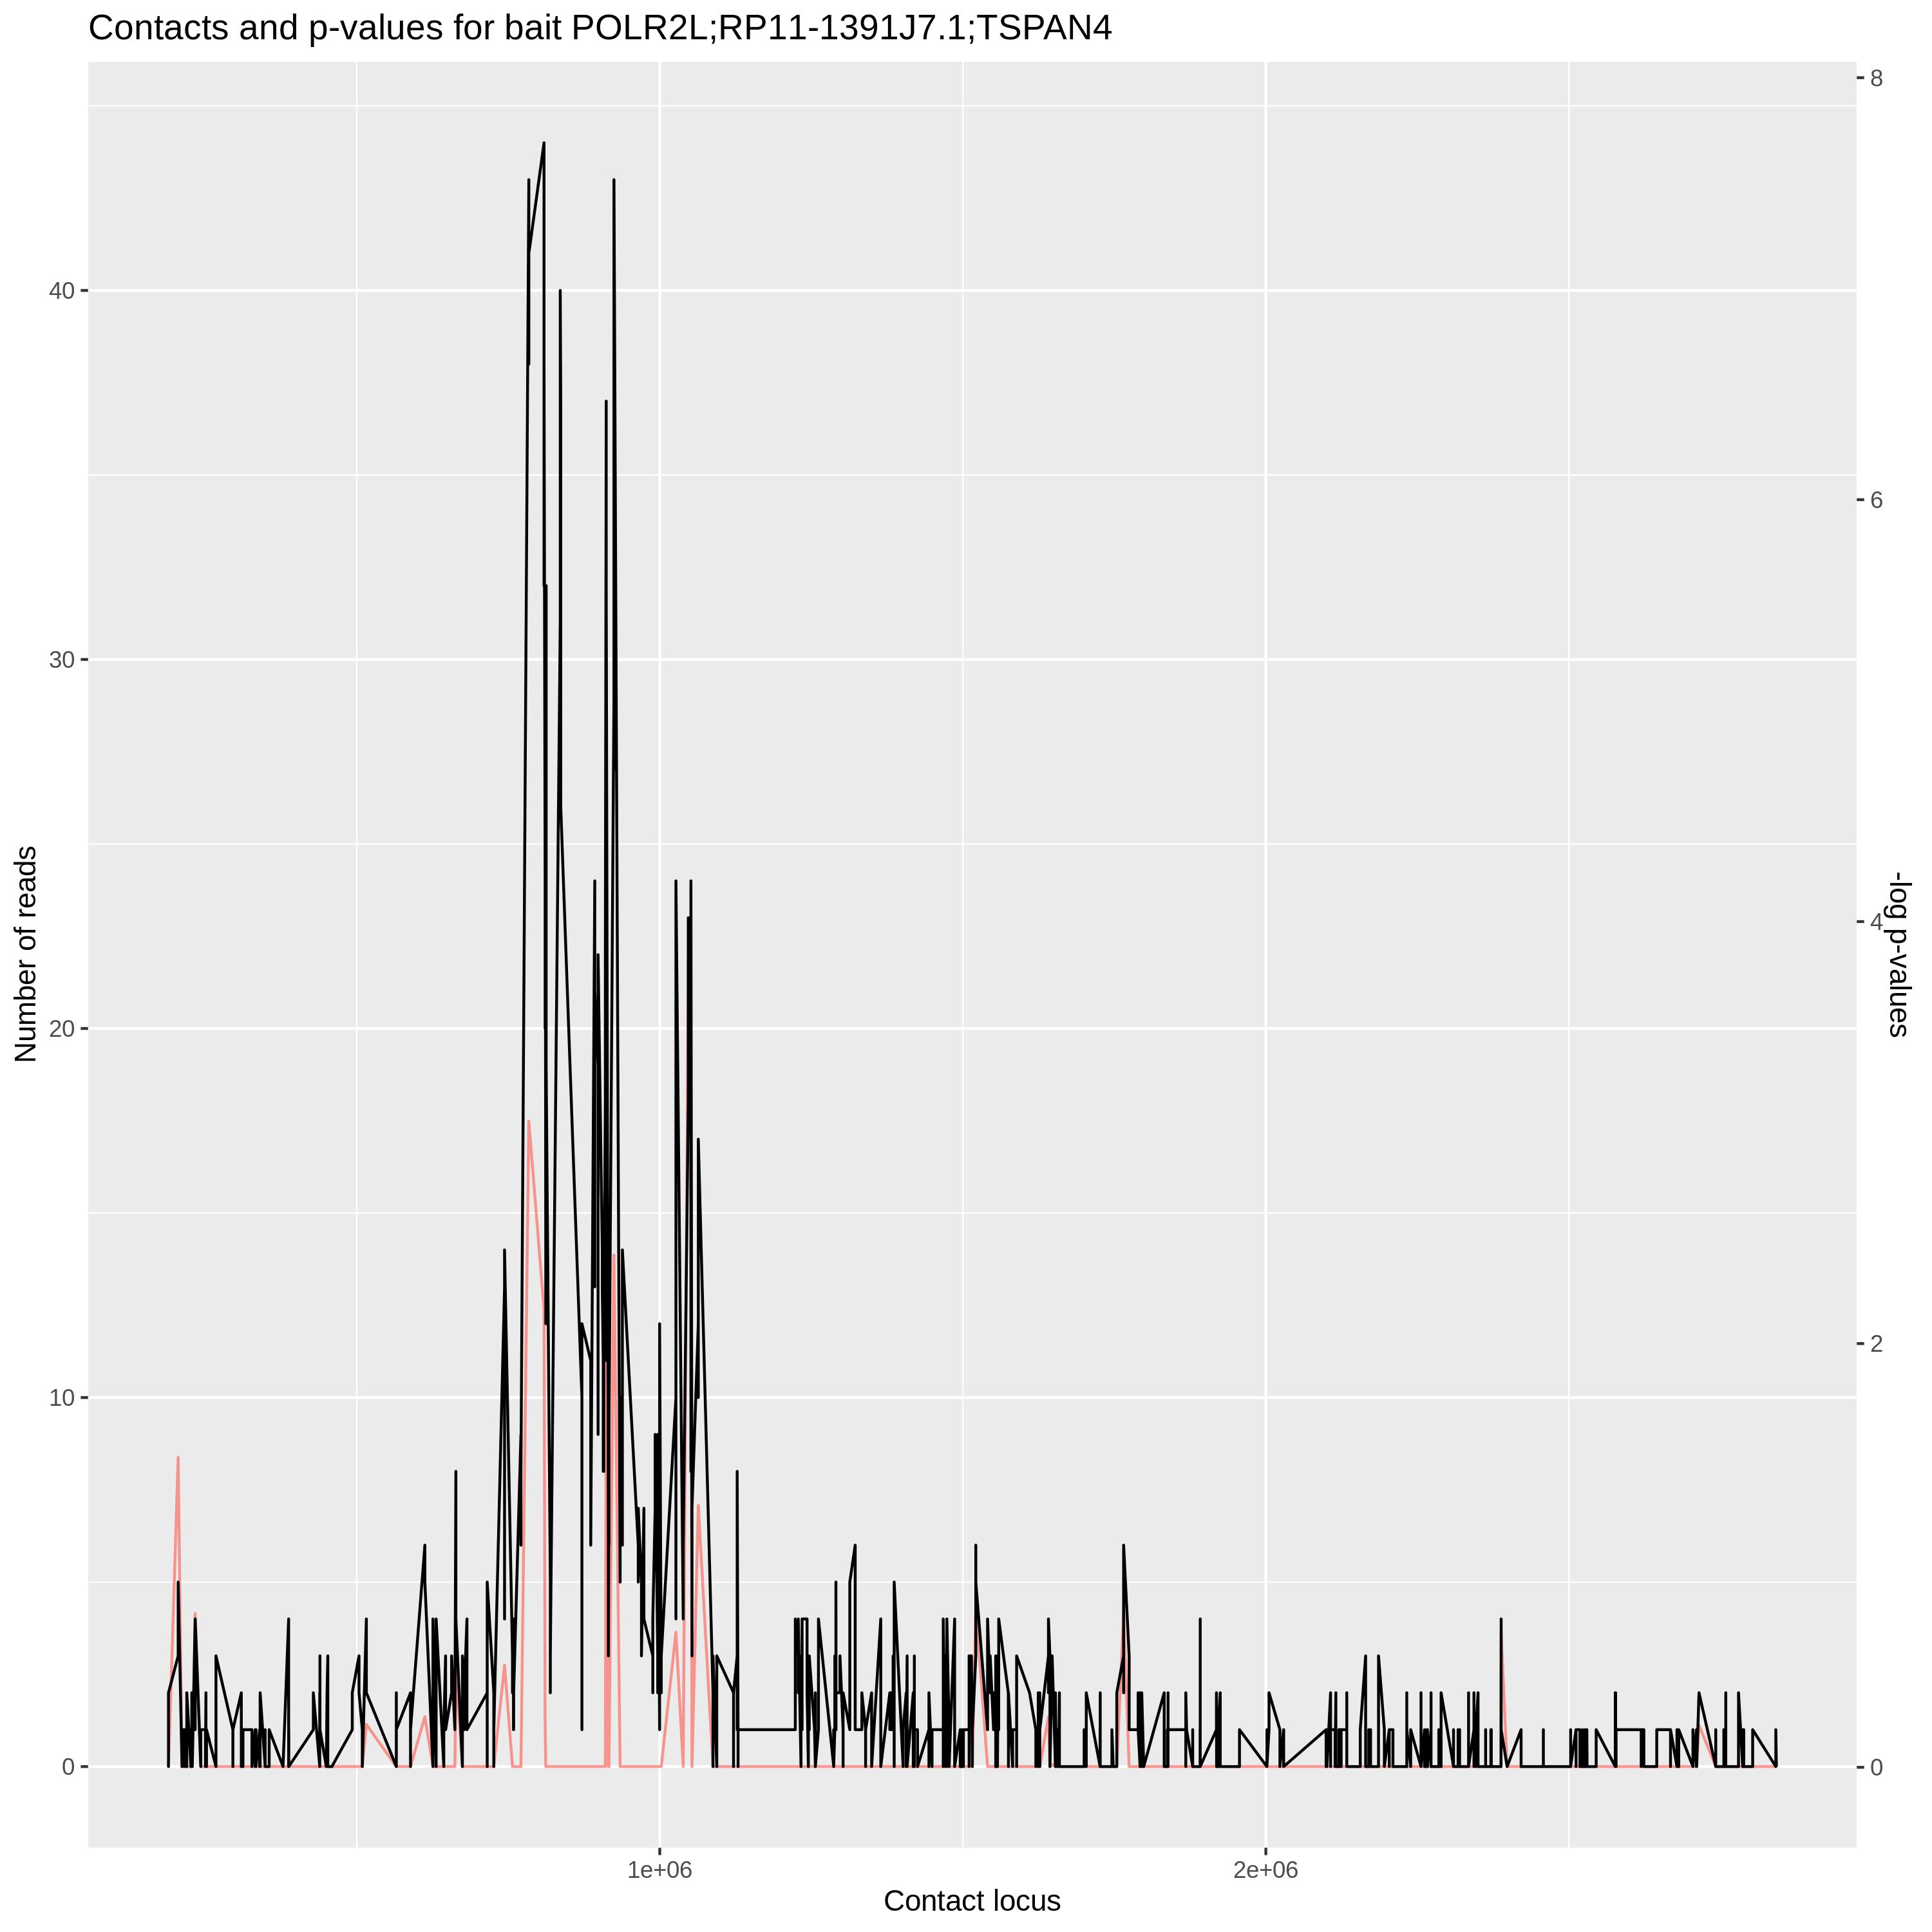 Contacts and p-values for bait POLR2L;RP11-1391J7.1;TSPAN4
Number of reads
40
30
20
10
0
8
6
4
2
0
-log p-values
1e+06
2e+06
Contact locus